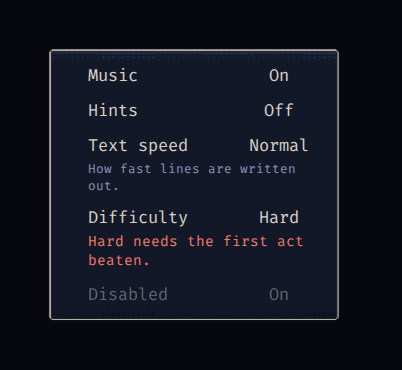 Music On
Hints Off
Text speed Normal
How fast lines are written
out.
Difficulty Hard
Hard needs the first act
beaten.
Disabled On